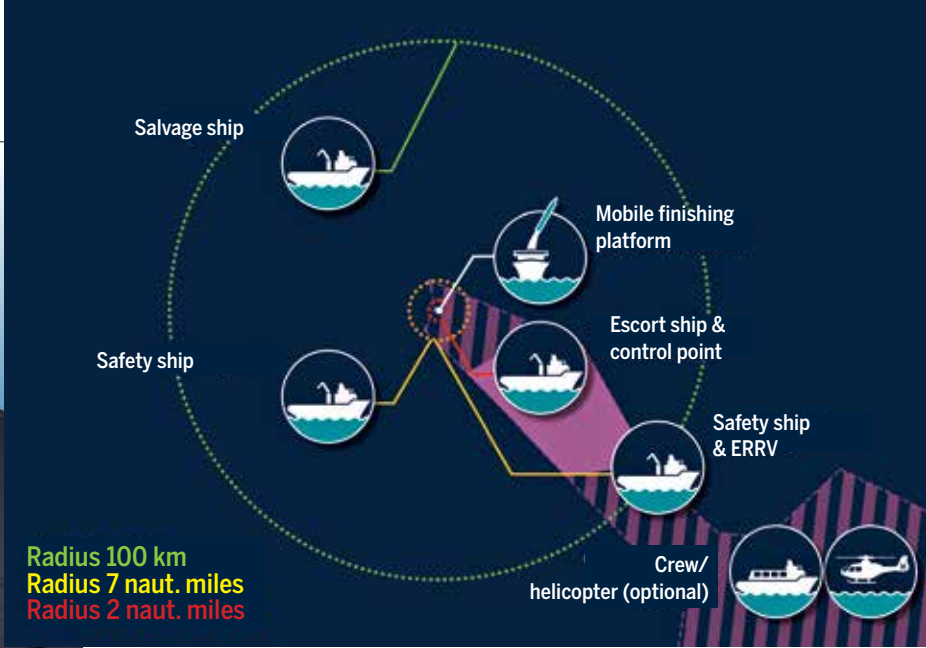 Salvage ship
Mobile finishing
platform
Escort ship &
control point
Safety ship
Safety ship
& ERRV
Radius 100 km
Radius 7 naut. miles
Radius 2 naut. miles
Crew/
helicopter (optional)